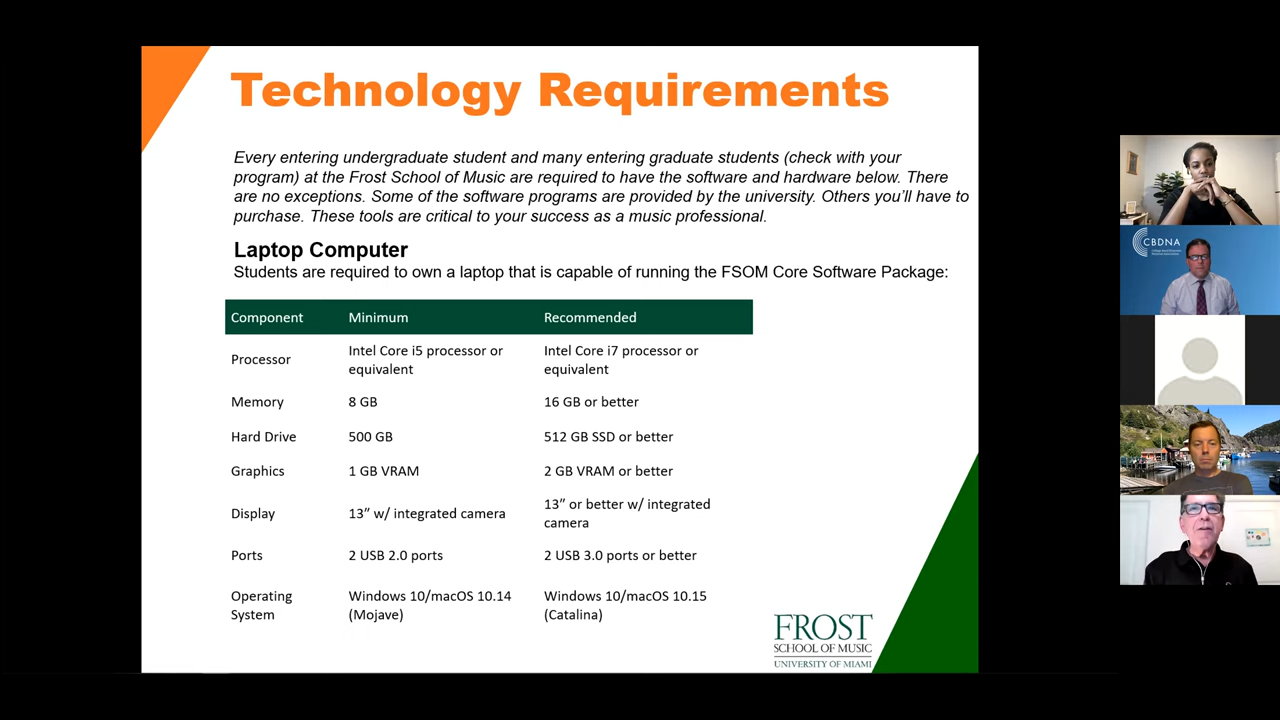 Technology Requirements
Every entering undergraduate student and many entering graduate students (check with your
program) at the Frost School of Music are required to have the software and hardware below. There
are no exceptions. Some of the software programs are provided by the university. Others you’ll have to
purchase. These tools are critical to your success as a music professional.
Laptop Computer
Students are required to own a laptop that is capable of running the FSOM Core Software Package:
Component Minimum Recommended
Processor Intel Core i5 processor or equivalent Intel Core i7 processor or equivalent
Memory 8 GB 16 GB or better
Hard Drive 500 GB 512 GB SSD or better
Graphics 1 GB VRAM 2 GB VRAM or better
Display 13” w/ integrated camera 13” or better w/ integrated camera
Ports 2 USB 2.0 ports 2 USB 3.0 ports or better
Operating System Windows 10/macOS 10.14 (Mojave) Windows 10/macOS 10.15 (Catalina)
FROST
SCHOOL OF MUSIC
UNIVERSITY OF MIAMI
CBDNA